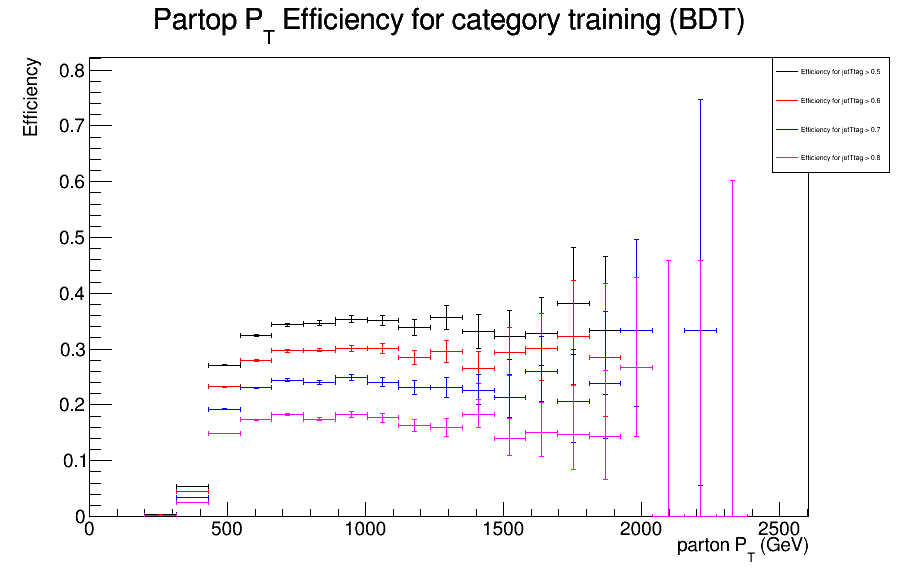 Partop P_T Efficiency for category training (BDT)
Efficiency
0.8
0.7
0.6
0.5
0.4
0.3
0.2
0.1
0
Efficiency for jetTtag > 0.5
Efficiency for jetTtag > 0.6
Efficiency for jetTtag > 0.7
Efficiency for jetTtag > 0.8
0 500 1000 1500 2000 2500
parton P_T (GeV)